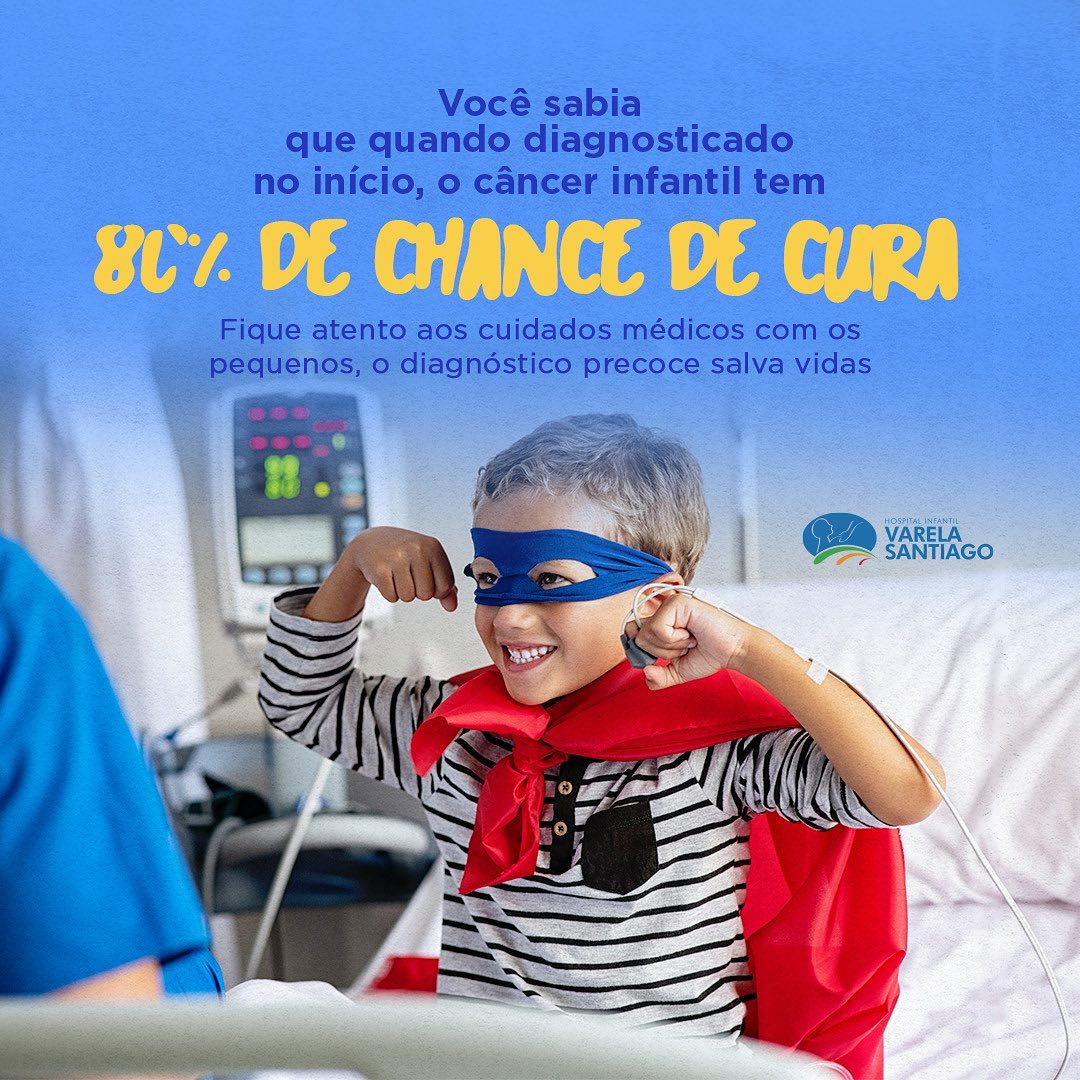 Você sabia
que quando diagnosticado
no início, o câncer infantil tem
80% DE CHANCE DE CURA
Fique atento aos cuidados médicos com os
pequenos, o diagnóstico precoce salva vidas
HOSPITAL INFANTIL
VARELA
SANTIAGO